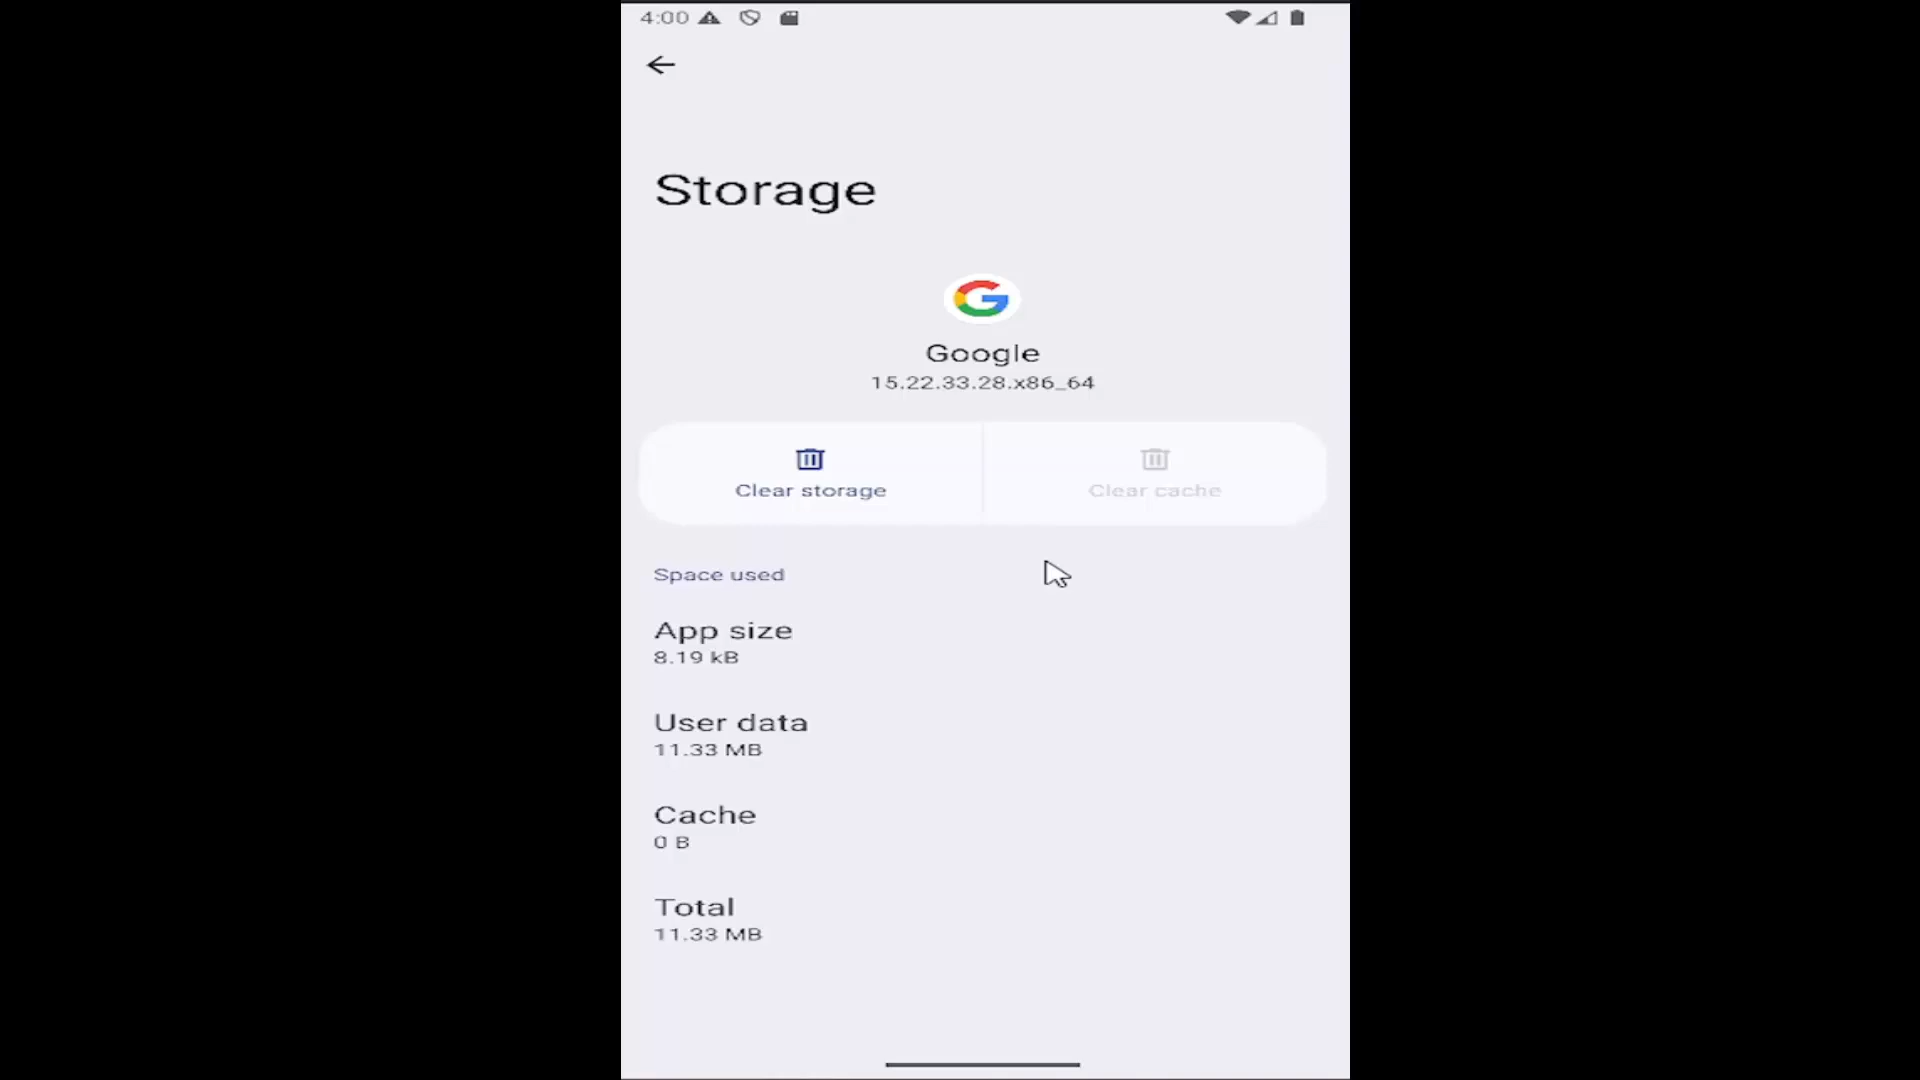 4:00
Storage
Google
15.22.33.28.x86_64
Clear storage
Clear cache
Space used
App size
8.19 kB
User data
11.33 MB
Cache
0 B
Total
11.33 MB